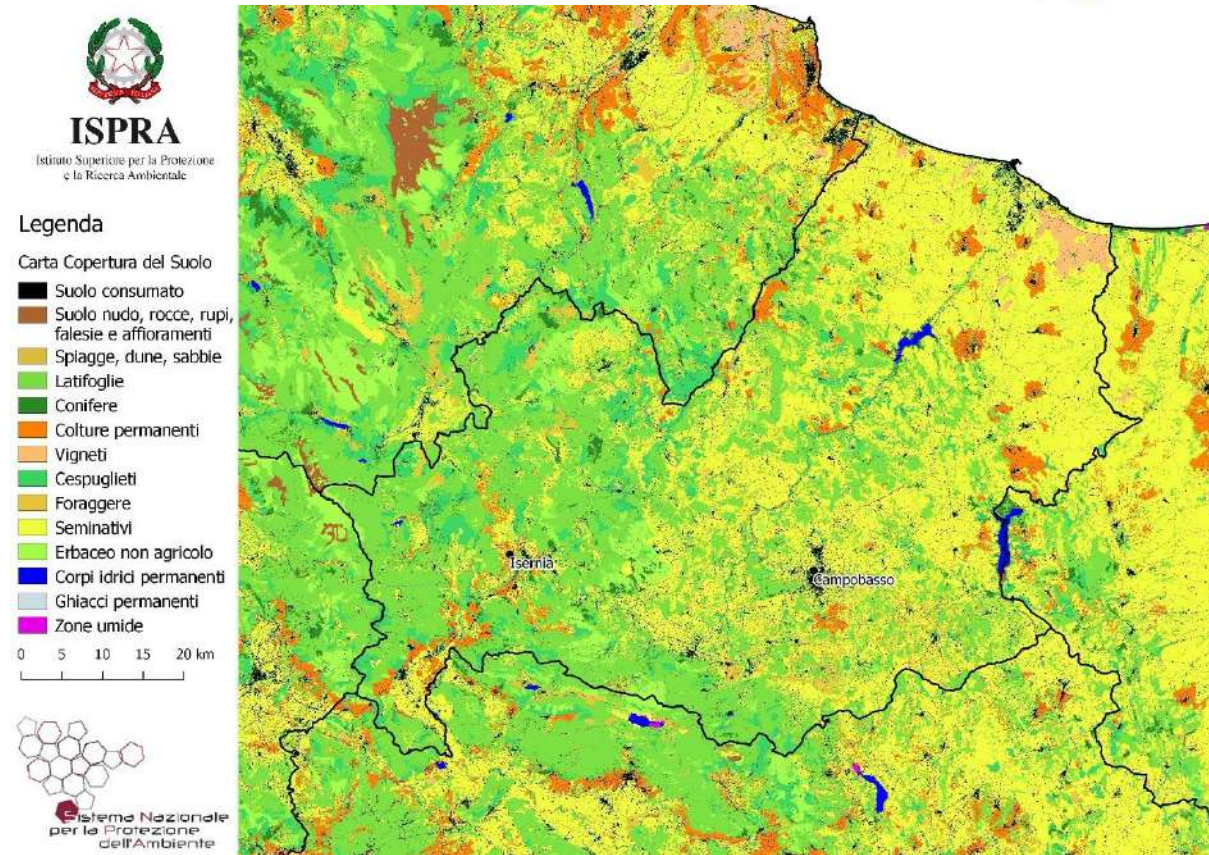 ISPRA
Istituto Superiore per la Protezione
e la Ricerca Ambientale
Legenda
Carta Copertura del Suolo
Suolo consumato
Suolo nudo, rocce, rupi,
falesie e affioramenti
Spiagge, dune, sabbie
Latifoglie
Conifere
Colture permanenti
Vigneti
Cespuglieti
Foraggere
Seminativi
Erbaceo non agricolo
Corpi idrici permanenti
Ghiacci permanenti
Zone umide
0 5 10 15 20 km
Sistema Nazionale
per la Protezione
dell'Ambiente
Isernia
Campobasso